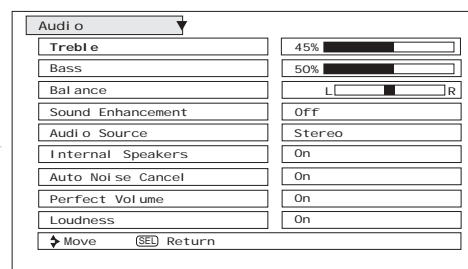 Audio
Treble 45%
Bass 50%
Balance L R
Sound Enhancement Off
Audio Source Stereo
Internal Speakers On
Auto Noise Cancel On
Perfect Volume On
Loudness On
Move SEL Return